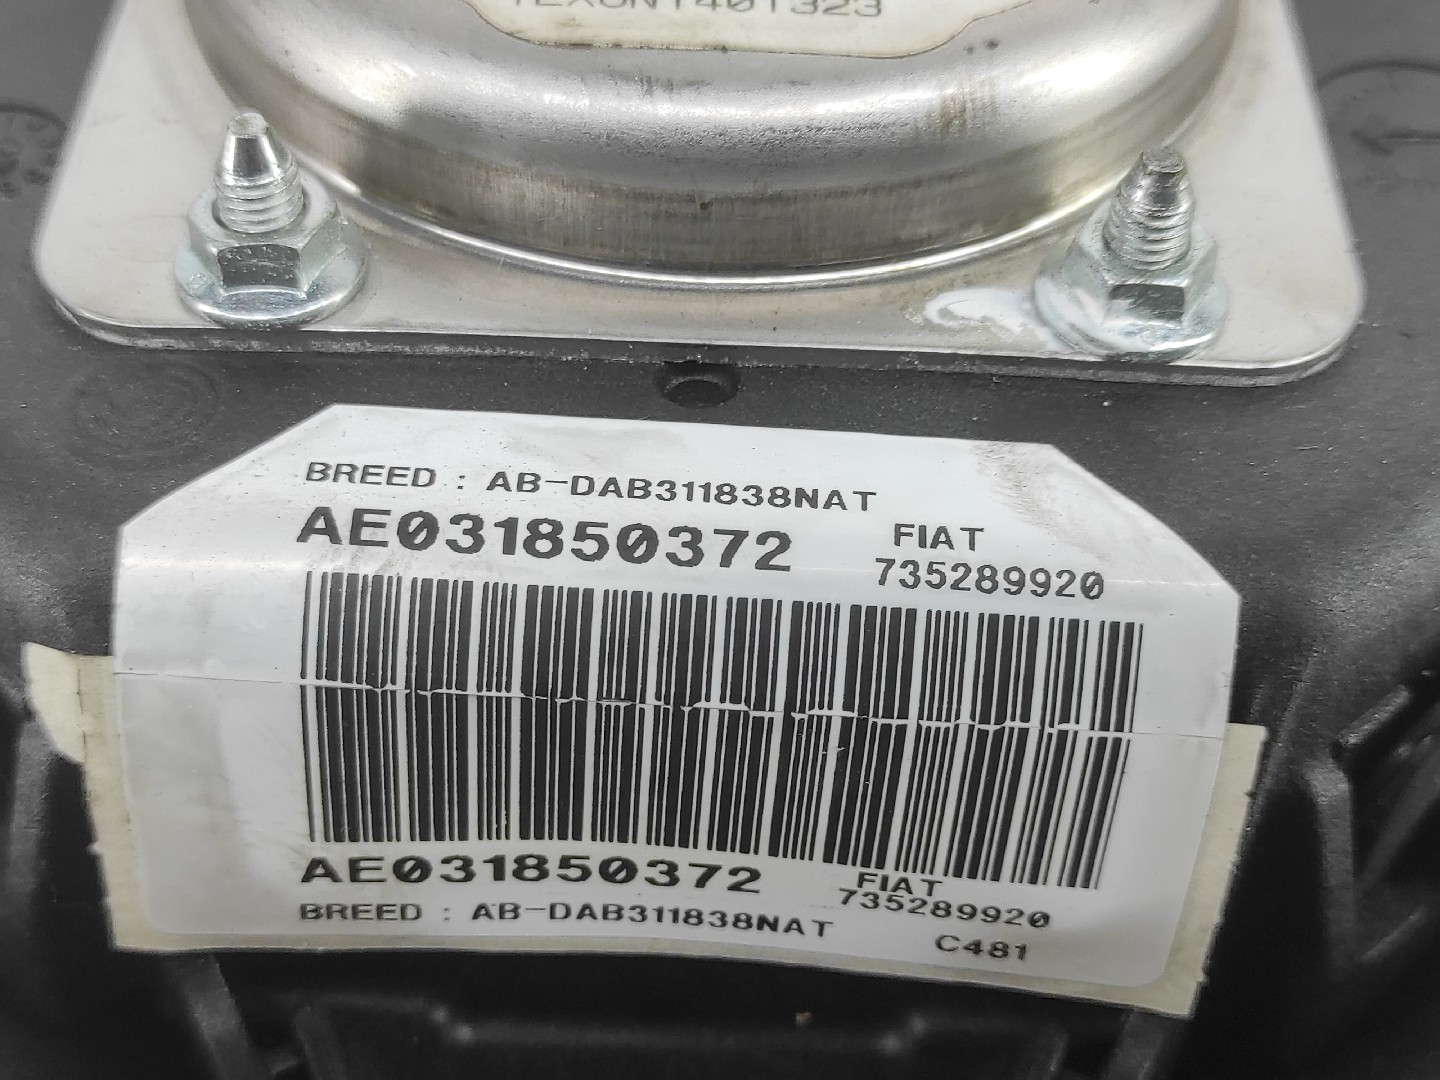 BREED : AB-DAB311838NAT
AE031850372
FIAT
735289920
AE031850372
FIAT
735289920
BREED : AB-DAB311838NAT
C481